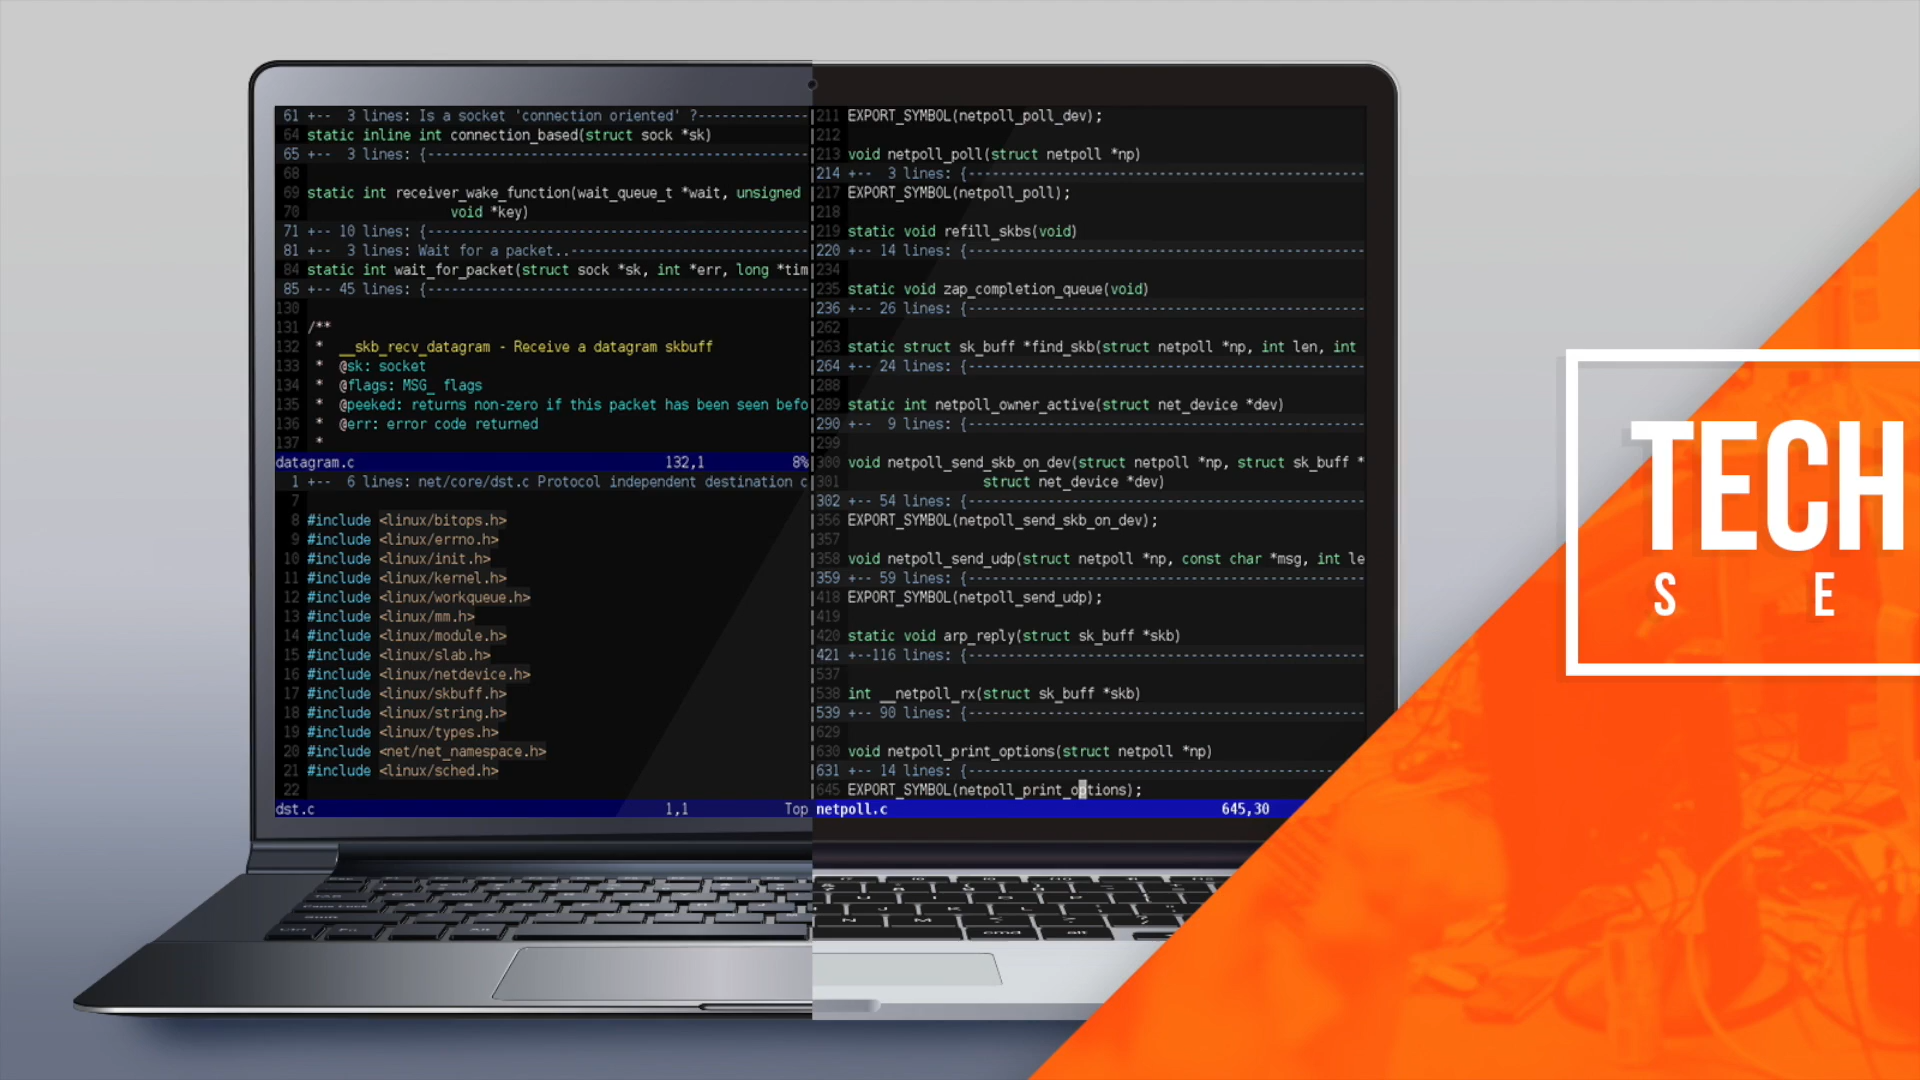 61 +--  3 lines: Is a socket 'connection oriented' ?--------------
64 static inline int connection_based(struct sock *sk)
65 +--  3 lines: {------------------------------------------------
68
69 static int receiver_wake_function(wait_queue_t *wait, unsigned
70                   void *key)
71 +-- 10 lines: {------------------------------------------------
81 +--  3 lines: Wait for a packet..------------------------------
84 static int wait_for_packet(struct sock *sk, int *err, long *tim
85 +-- 45 lines: {------------------------------------------------
130
131 /**
132  *  __skb_recv_datagram - Receive a datagram skbuff
133  *  @sk: socket
134  *  @flags: MSG_ flags
135  *  @peeked: returns non-zero if this packet has been seen befo
136  *  @err: error code returned
137  *
datagram.c 132,1 8%
1 +--  6 lines: net/core/dst.c Protocol independent destination c
7
8 #include <linux/bitops.h>
9 #include <linux/errno.h>
10 #include <linux/init.h>
11 #include <linux/kernel.h>
12 #include <linux/workqueue.h>
13 #include <linux/mm.h>
14 #include <linux/module.h>
15 #include <linux/slab.h>
16 #include <linux/netdevice.h>
17 #include <linux/skbuff.h>
18 #include <linux/string.h>
19 #include <linux/types.h>
20 #include <net/net_namespace.h>
21 #include <linux/sched.h>
22
dst.c 1,1 Top
211 EXPORT_SYMBOL(netpoll_poll_dev);
212
213 void netpoll_poll(struct netpoll *np)
214 +--  3 lines: {--------------------------------------------------
217 EXPORT_SYMBOL(netpoll_poll);
218
219 static void refill_skbs(void)
220 +-- 14 lines: {--------------------------------------------------
234
235 static void zap_completion_queue(void)
236 +-- 26 lines: {--------------------------------------------------
262
263 static struct sk_buff *find_skb(struct netpoll *np, int len, int
264 +-- 24 lines: {--------------------------------------------------
288
289 static int netpoll_owner_active(struct net_device *dev)
290 +--  9 lines: {--------------------------------------------------
299
300 void netpoll_send_skb_on_dev(struct netpoll *np, struct sk_buff *
301                  struct net_device *dev)
302 +-- 54 lines: {--------------------------------------------------
356 EXPORT_SYMBOL(netpoll_send_skb_on_dev);
357
358 void netpoll_send_udp(struct netpoll *np, const char *msg, int le
359 +-- 59 lines: {--------------------------------------------------
418 EXPORT_SYMBOL(netpoll_send_udp);
419
420 static void arp_reply(struct sk_buff *skb)
421 +--116 lines: {--------------------------------------------------
537
538 int __netpoll_rx(struct sk_buff *skb)
539 +-- 90 lines: {--------------------------------------------------
629
630 void netpoll_print_options(struct netpoll *np)
631 +-- 14 lines: {----------------------------------------------
645 EXPORT_SYMBOL(netpoll_print_options);
netpoll.c 645,30
TECH
S E
Ctrl Fn Alt
cmd alt